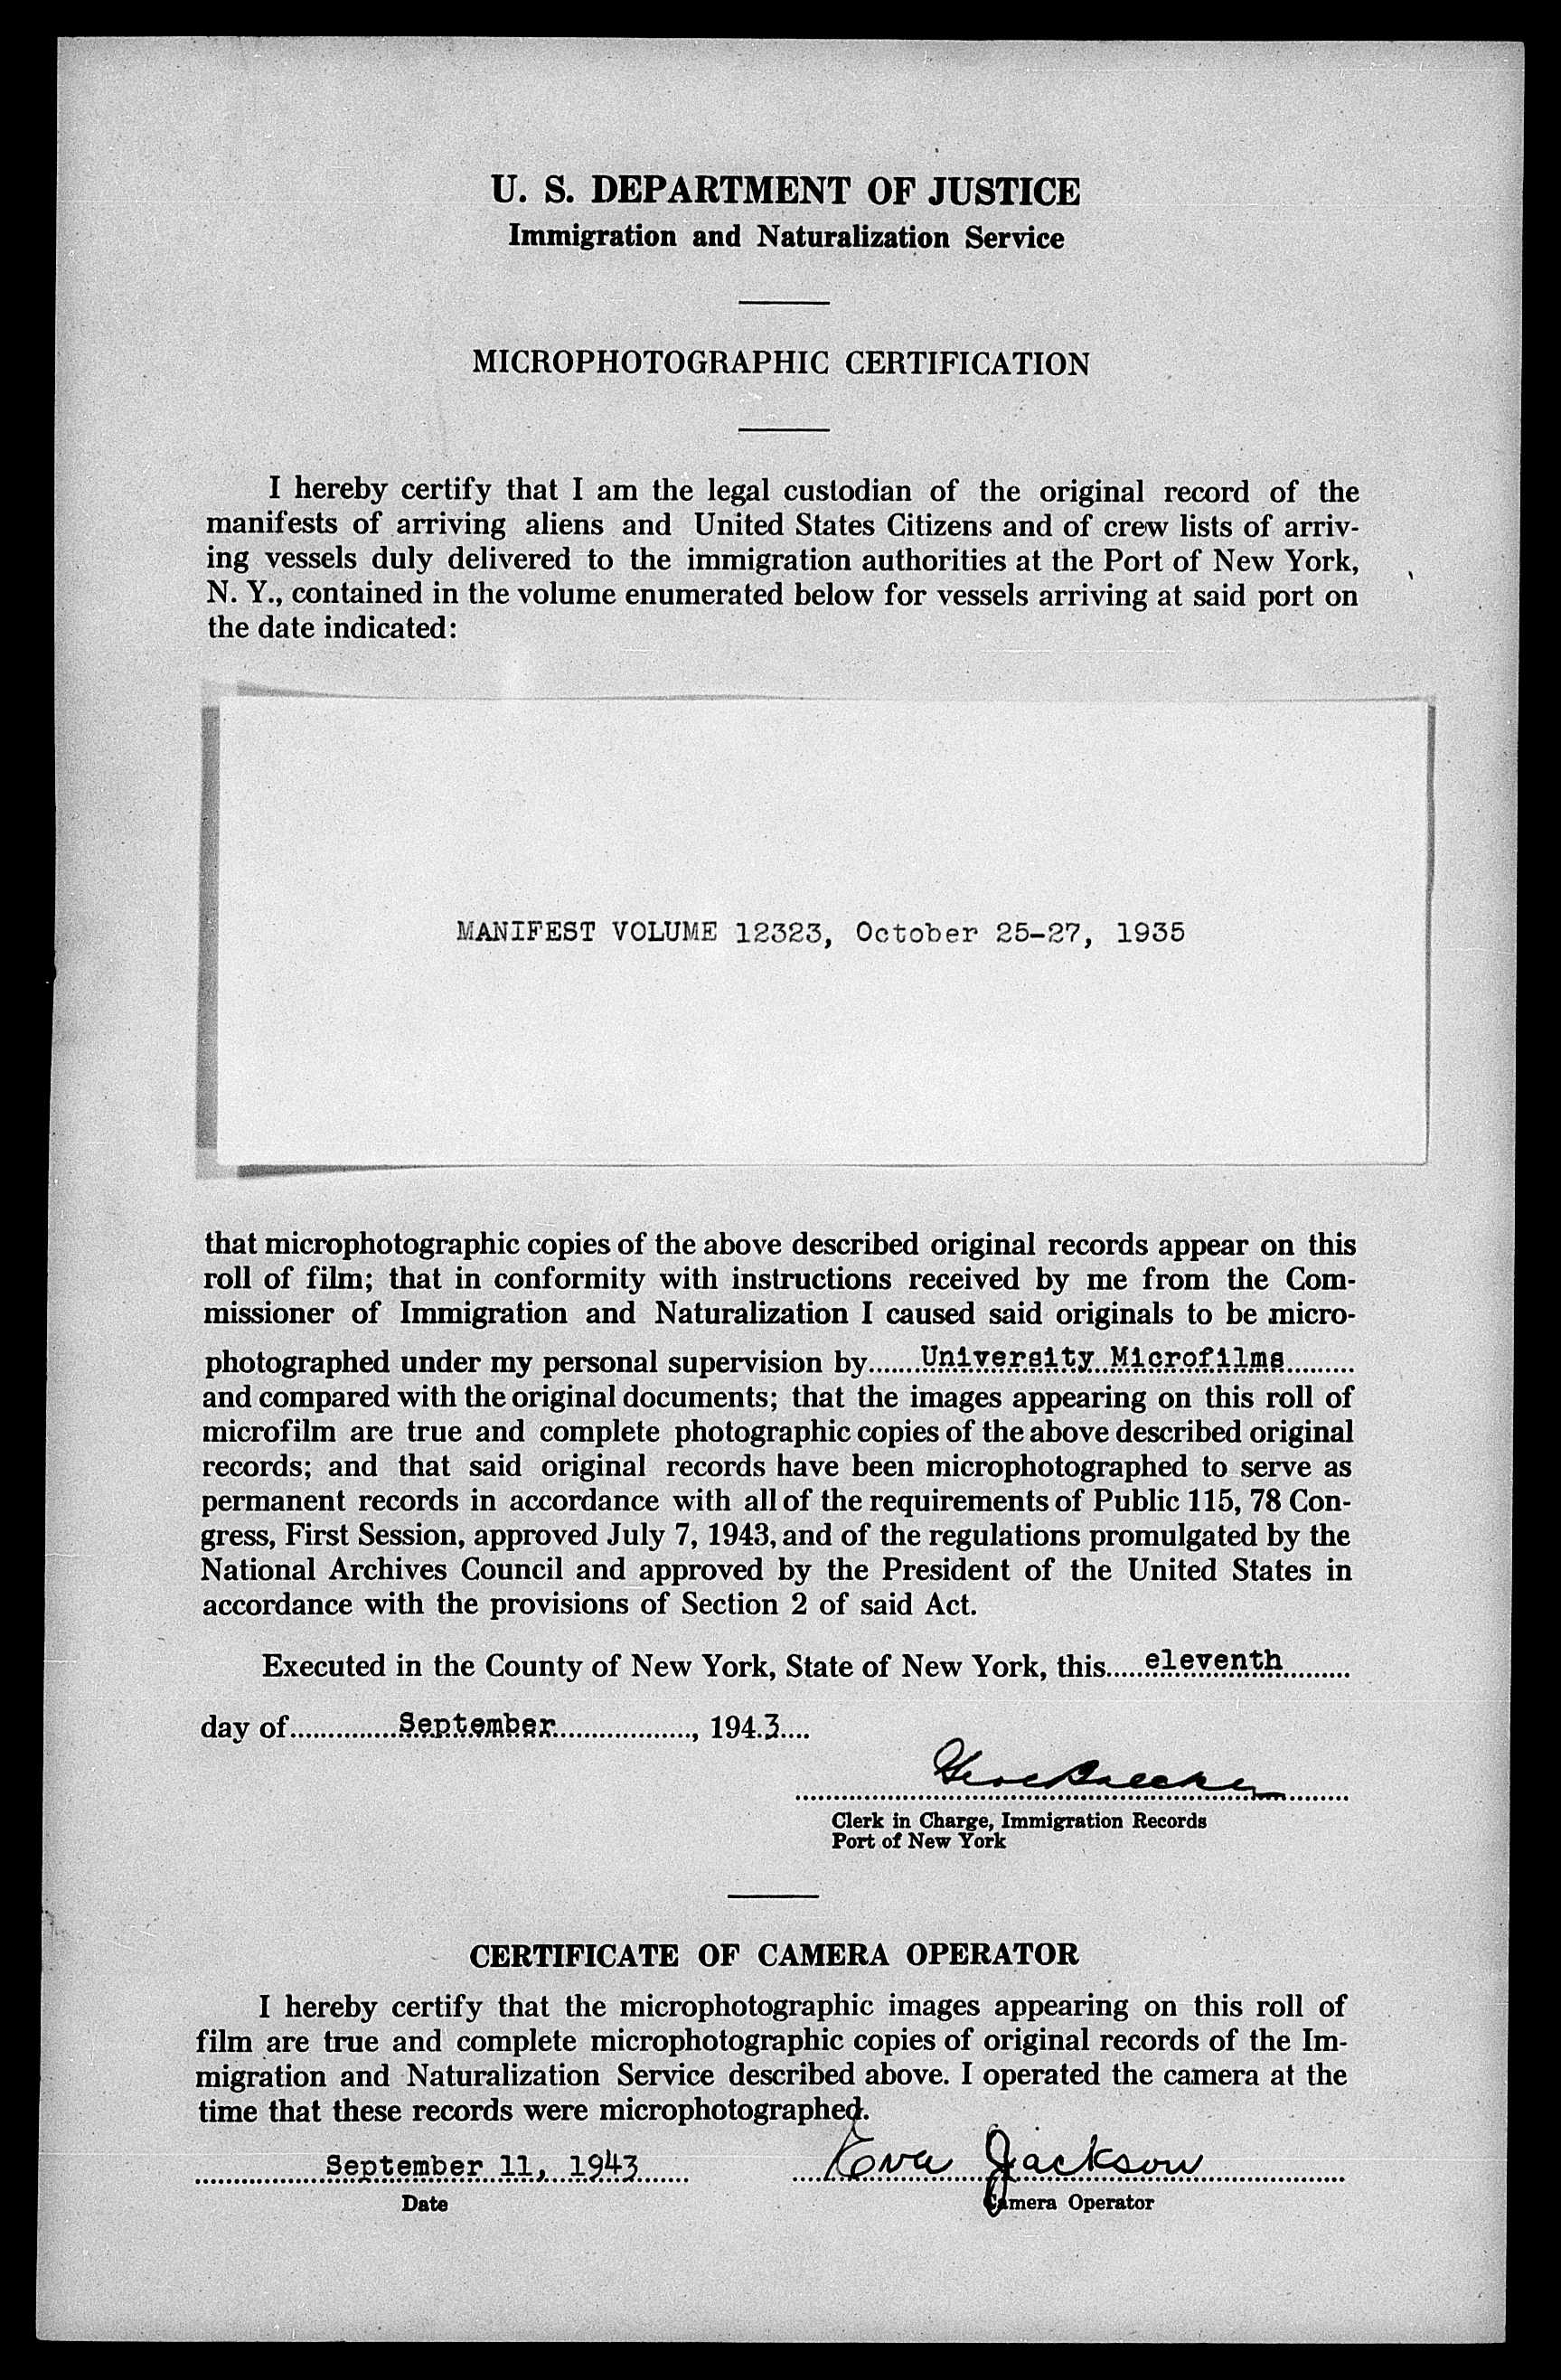 U. S. DEPARTMENT OF JUSTICE
Immigration and Naturalization Service
MICROPHOTOGRAPHIC CERTIFICATION
I hereby certify that I am the legal custodian of the original record of the
manifests of arriving aliens and United States Citizens and of crew lists of arriv-
ing vessels duly delivered to the immigration authorities at the Port of New York,
N. Y., contained in the volume enumerated below for vessels arriving at said port on
the date indicated:
MANIFEST VOLUME 12323, October 25-27, 1935
that microphotographic copies of the above described original records appear on this
roll of film; that in conformity with instructions received by me from the Com-
missioner of Immigration and Naturalization I caused said originals to be micro-
photographed under my personal supervision by.......University Microfilms.........
and compared with the original documents; that the images appearing on this roll of
microfilm are true and complete photographic copies of the above described original
records; and that said original records have been microphotographed to serve as
permanent records in accordance with all of the requirements of Public 115, 78 Con-
gress, First Session, approved July 7, 1943, and of the regulations promulgated by the
National Archives Council and approved by the President of the United States in
accordance with the provisions of Section 2 of said Act.
Executed in the County of New York, State of New York, this.....eleventh.........
day of..............September.................., 194.3....
Clerk in Charge, Immigration Records
Port of New York
CERTIFICATE OF CAMERA OPERATOR
I hereby certify that the microphotographic images appearing on this roll of
film are true and complete microphotographic copies of original records of the Im-
migration and Naturalization Service described above. I operated the camera at the
time that these records were microphotographed.
September 11, 1943 Eva Jackson
Date Camera Operator